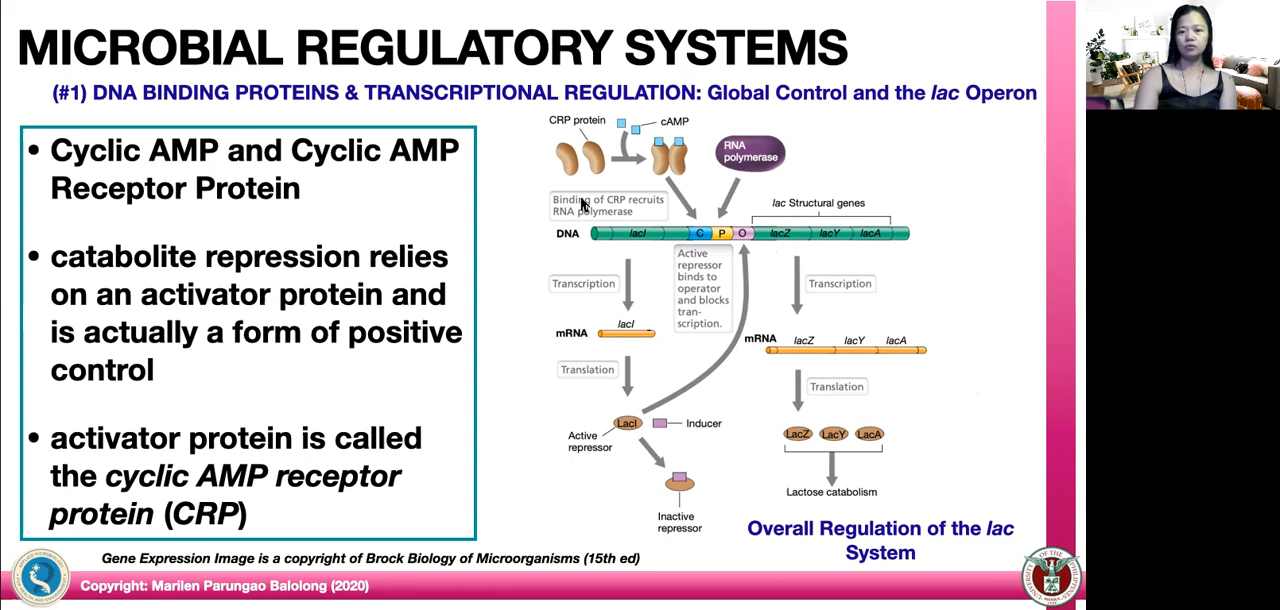 MICROBIAL REGULATORY SYSTEMS
(#1) DNA BINDING PROTEINS & TRANSCRIPTIONAL REGULATION: Global Control and the lac Operon
• Cyclic AMP and Cyclic AMP
Receptor Protein
• catabolite repression relies
on an activator protein and
is actually a form of positive
control
• activator protein is called
the cyclic AMP receptor
protein (CRP)
CRP protein
cAMP
RNA
polymerase
Binding of CRP recruits
RNA polymerase
lac Structural genes
DNA
lacI
C
P
O
lacZ
lacY
lacA
Active
repressor
binds to
operator
and blocks
tran-
scription.
Transcription
Transcription
mRNA
lacI
mRNA
lacZ
lacY
lacA
Translation
Translation
LacI
Inducer
Active
repressor
LacZ
LacY
LacA
Lactose catabolism
Inactive
repressor
Overall Regulation of the lac
System
Gene Expression Image is a copyright of Brock Biology of Microorganisms (15th ed)
Copyright: Marilen Parungao Balolong (2020)